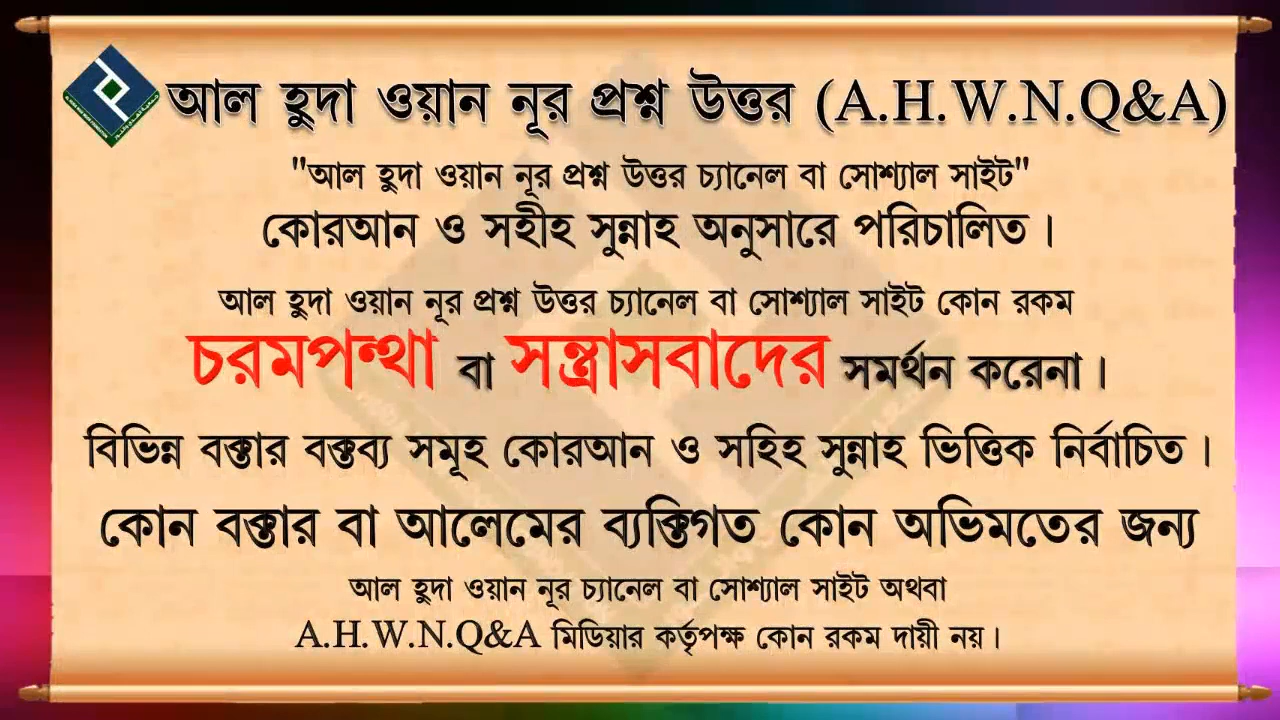 আল হুদা ওয়ান নূর প্রশ্ন উত্তর (A.H.W.N.Q&A)
"আল হুদা ওয়ান নূর প্রশ্ন উত্তর চ্যানেল বা সোশ্যাল সাইট"
কোরআন ও সহীহ সুন্নাহ অনুসারে পরিচালিত।
আল হুদা ওয়ান নূর প্রশ্ন উত্তর চ্যানেল বা সোশ্যাল সাইট কোন রকম
চরমপন্থা বা সন্ত্রাসবাদের সমর্থন করেনা।
বিভিন্ন বক্তার বক্তব্য সমূহ কোরআন ও সহিহ সুন্নাহ ভিত্তিক নির্বাচিত।
কোন বক্তার বা আলেমের ব্যক্তিগত কোন অভিমতের জন্য
আল হুদা ওয়ান নূর চ্যানেল বা সোশ্যাল সাইট অথবা
A.H.W.N.Q&A মিডিয়ার কর্তৃপক্ষ কোন রকম দায়ী নয়।